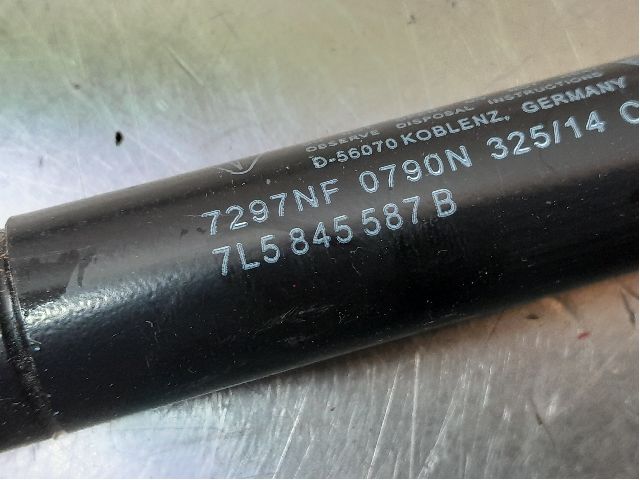 OBSERVE DISPOSAL INSTRUCTIONS
D-56070 KOBLENZ, GERMANY
7297NF 0790N 325/14 C
7L5 845 587 B